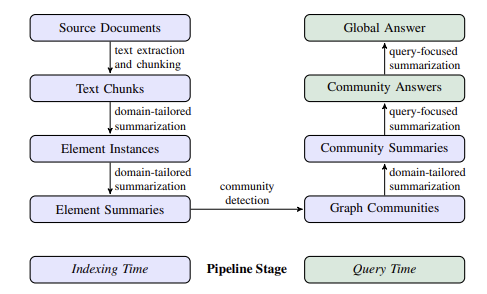 Source Documents
text extraction
and chunking
Text Chunks
domain-tailored
summarization
Element Instances
domain-tailored
summarization
Element Summaries
community
detection
Graph Communities
domain-tailored
summarization
Community Summaries
query-focused
summarization
Community Answers
query-focused
summarization
Global Answer
Indexing Time
Pipeline Stage
Query Time